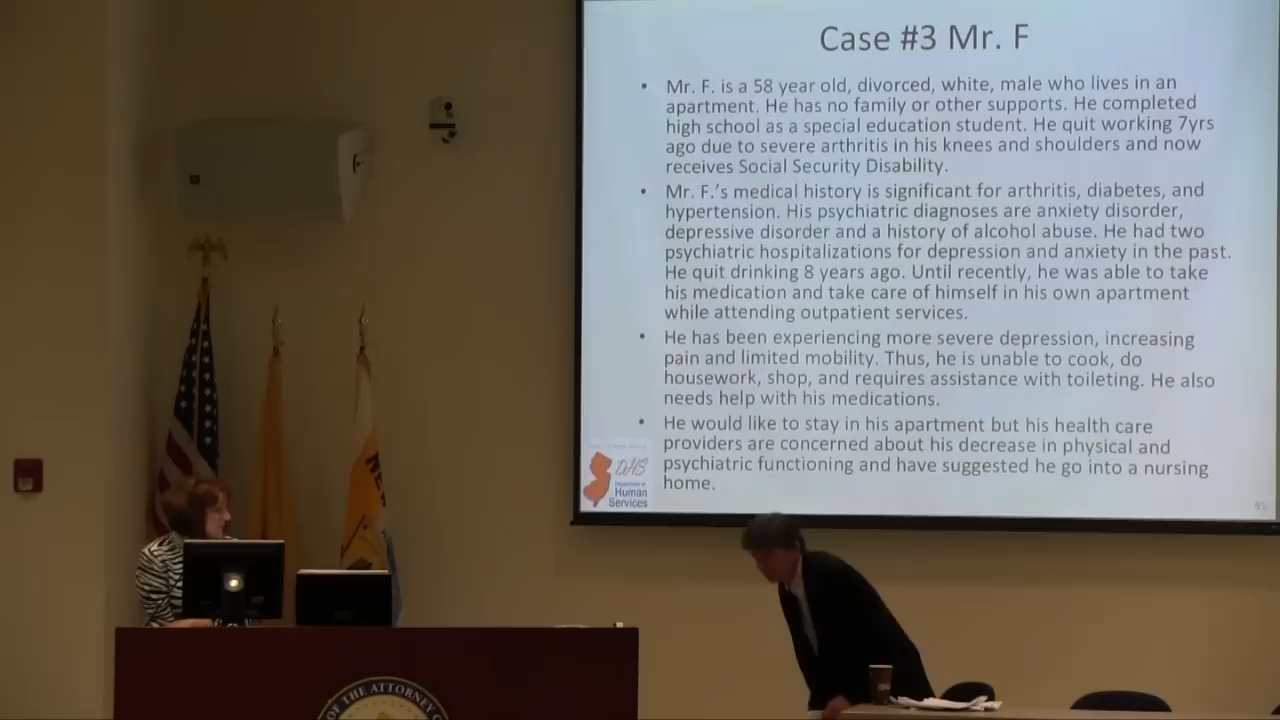 Case #3 Mr. F
• Mr. F. is a 58 year old, divorced, white, male who lives in an
apartment. He has no family or other supports. He completed
high school as a special education student. He quit working 7yrs
ago due to severe arthritis in his knees and shoulders and now
receives Social Security Disability.
• Mr. F.'s medical history is significant for arthritis, diabetes, and
hypertension. His psychiatric diagnoses are anxiety disorder,
depressive disorder and a history of alcohol abuse. He had two
psychiatric hospitalizations for depression and anxiety in the past.
He quit drinking 8 years ago. Until recently, he was able to take
his medication and take care of himself in his own apartment
while attending outpatient services.
• He has been experiencing more severe depression, increasing
pain and limited mobility. Thus, he is unable to cook, do
housework, shop, and requires assistance with toileting. He also
needs help with his medications.
• He would like to stay in his apartment but his health care
providers are concerned about his decrease in physical and
psychiatric functioning and have suggested he go into a nursing
home.
DHS
Department of
Human
Services
NEW
OF THE ATTORNEY